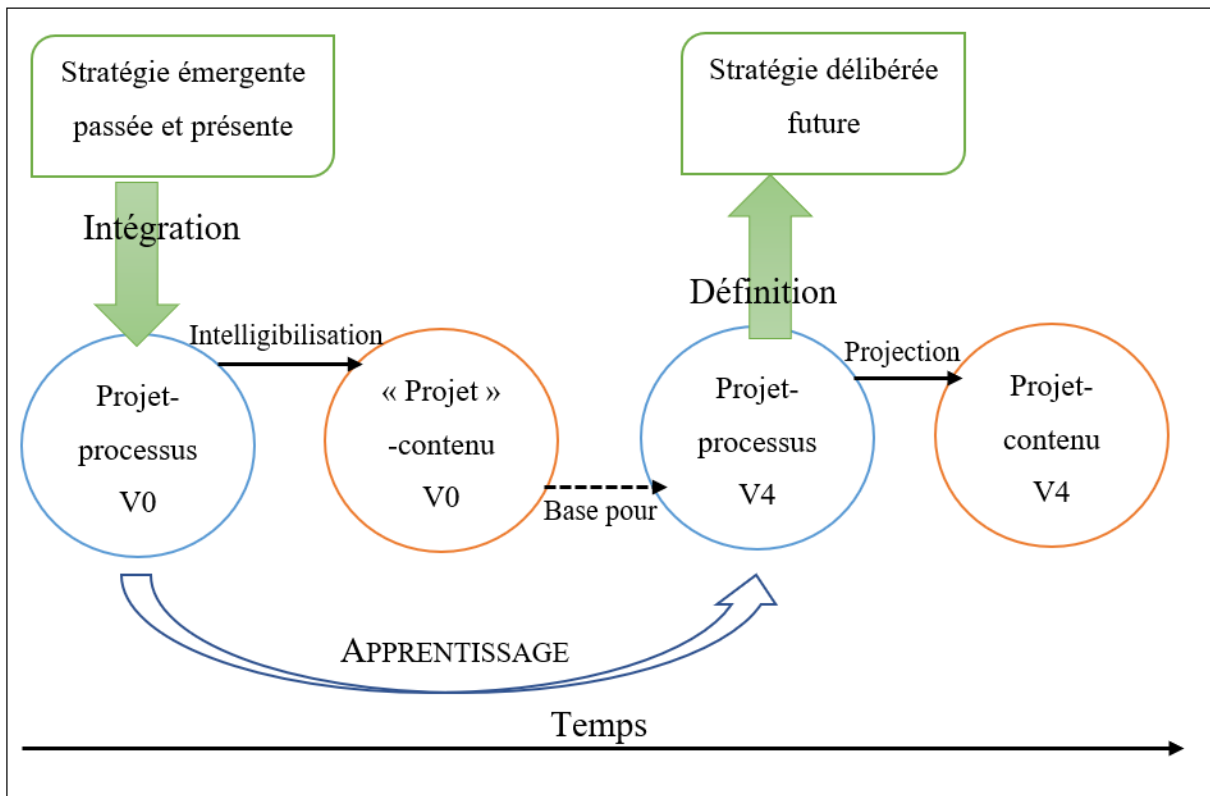 Stratégie émergente
passée et présente
Stratégie délibérée
future
Intégration
Définition
Intelligibilisation
Projection
Projet-
processus
V0
« Projet »
-contenu
V0
Base pour
Projet-
processus
V4
Projet-
contenu
V4
APPRENTISSAGE
Temps